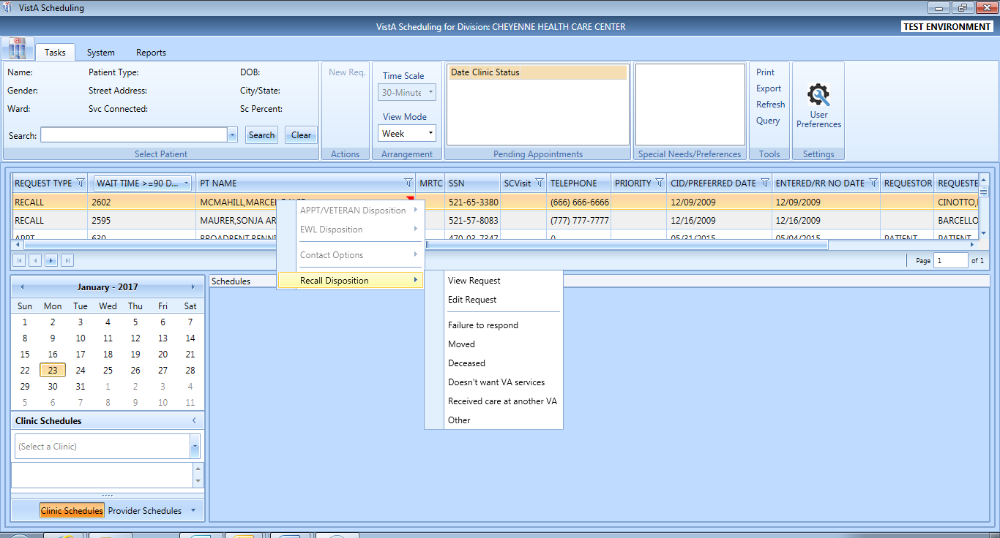 VistA Scheduling
VistA Scheduling for Division: CHEYENNE HEALTH CARE CENTER
TEST ENVIRONMENT
Tasks System Reports
Name: Patient Type: DOB:
Gender: Street Address: City/State:
Ward: Svc Connected: Sc Percent:
Search: Search Clear
Select Patient
New Req.
Actions
Time Scale
30-Minute
View Mode
Week
Arrangement
Date Clinic Status
Pending Appointments
Special Needs/Preferences
Print
Export
Refresh
Query
Tools
User
Preferences
Settings
REQUEST TYPE WAIT TIME >=90 D... PT NAME MRTC SSN SCVisit TELEPHONE PRIORITY CID/PREFERRED DATE ENTERED/RR NO DATE REQUESTOR REQUESTE
RECALL 2602 521-65-3380 (666) 666-6666 12/09/2009 12/09/2009 CINOTTO,
RECALL 2595 MAURER,SONJA AR 521-57-8083 (777) 777-7777 12/16/2009 12/16/2009 BARCELLO
APPT 630 470-03-7347 () 05/31/2015 05/04/2015 PATIENT PATIENT
Page 1 of 1
APPT/VETERAN Disposition
EWL Disposition
Contact Options
Recall Disposition
View Request
Edit Request
Failure to respond
Moved
Deceased
Doesn't want VA services
Received care at another VA
Other
January - 2017
Sun Mon Tue Wed Thu Fri Sat
1 2 3 4 5 6 7
8 9 10 11 12 13 14
15 16 17 18 19 20 21
22 23 24 25 26 27 28
29 30 31 1 2 3 4
5 6 7 8 9 10 11
Schedules
Clinic Schedules
(Select a Clinic)
Clinic Schedules Provider Schedules